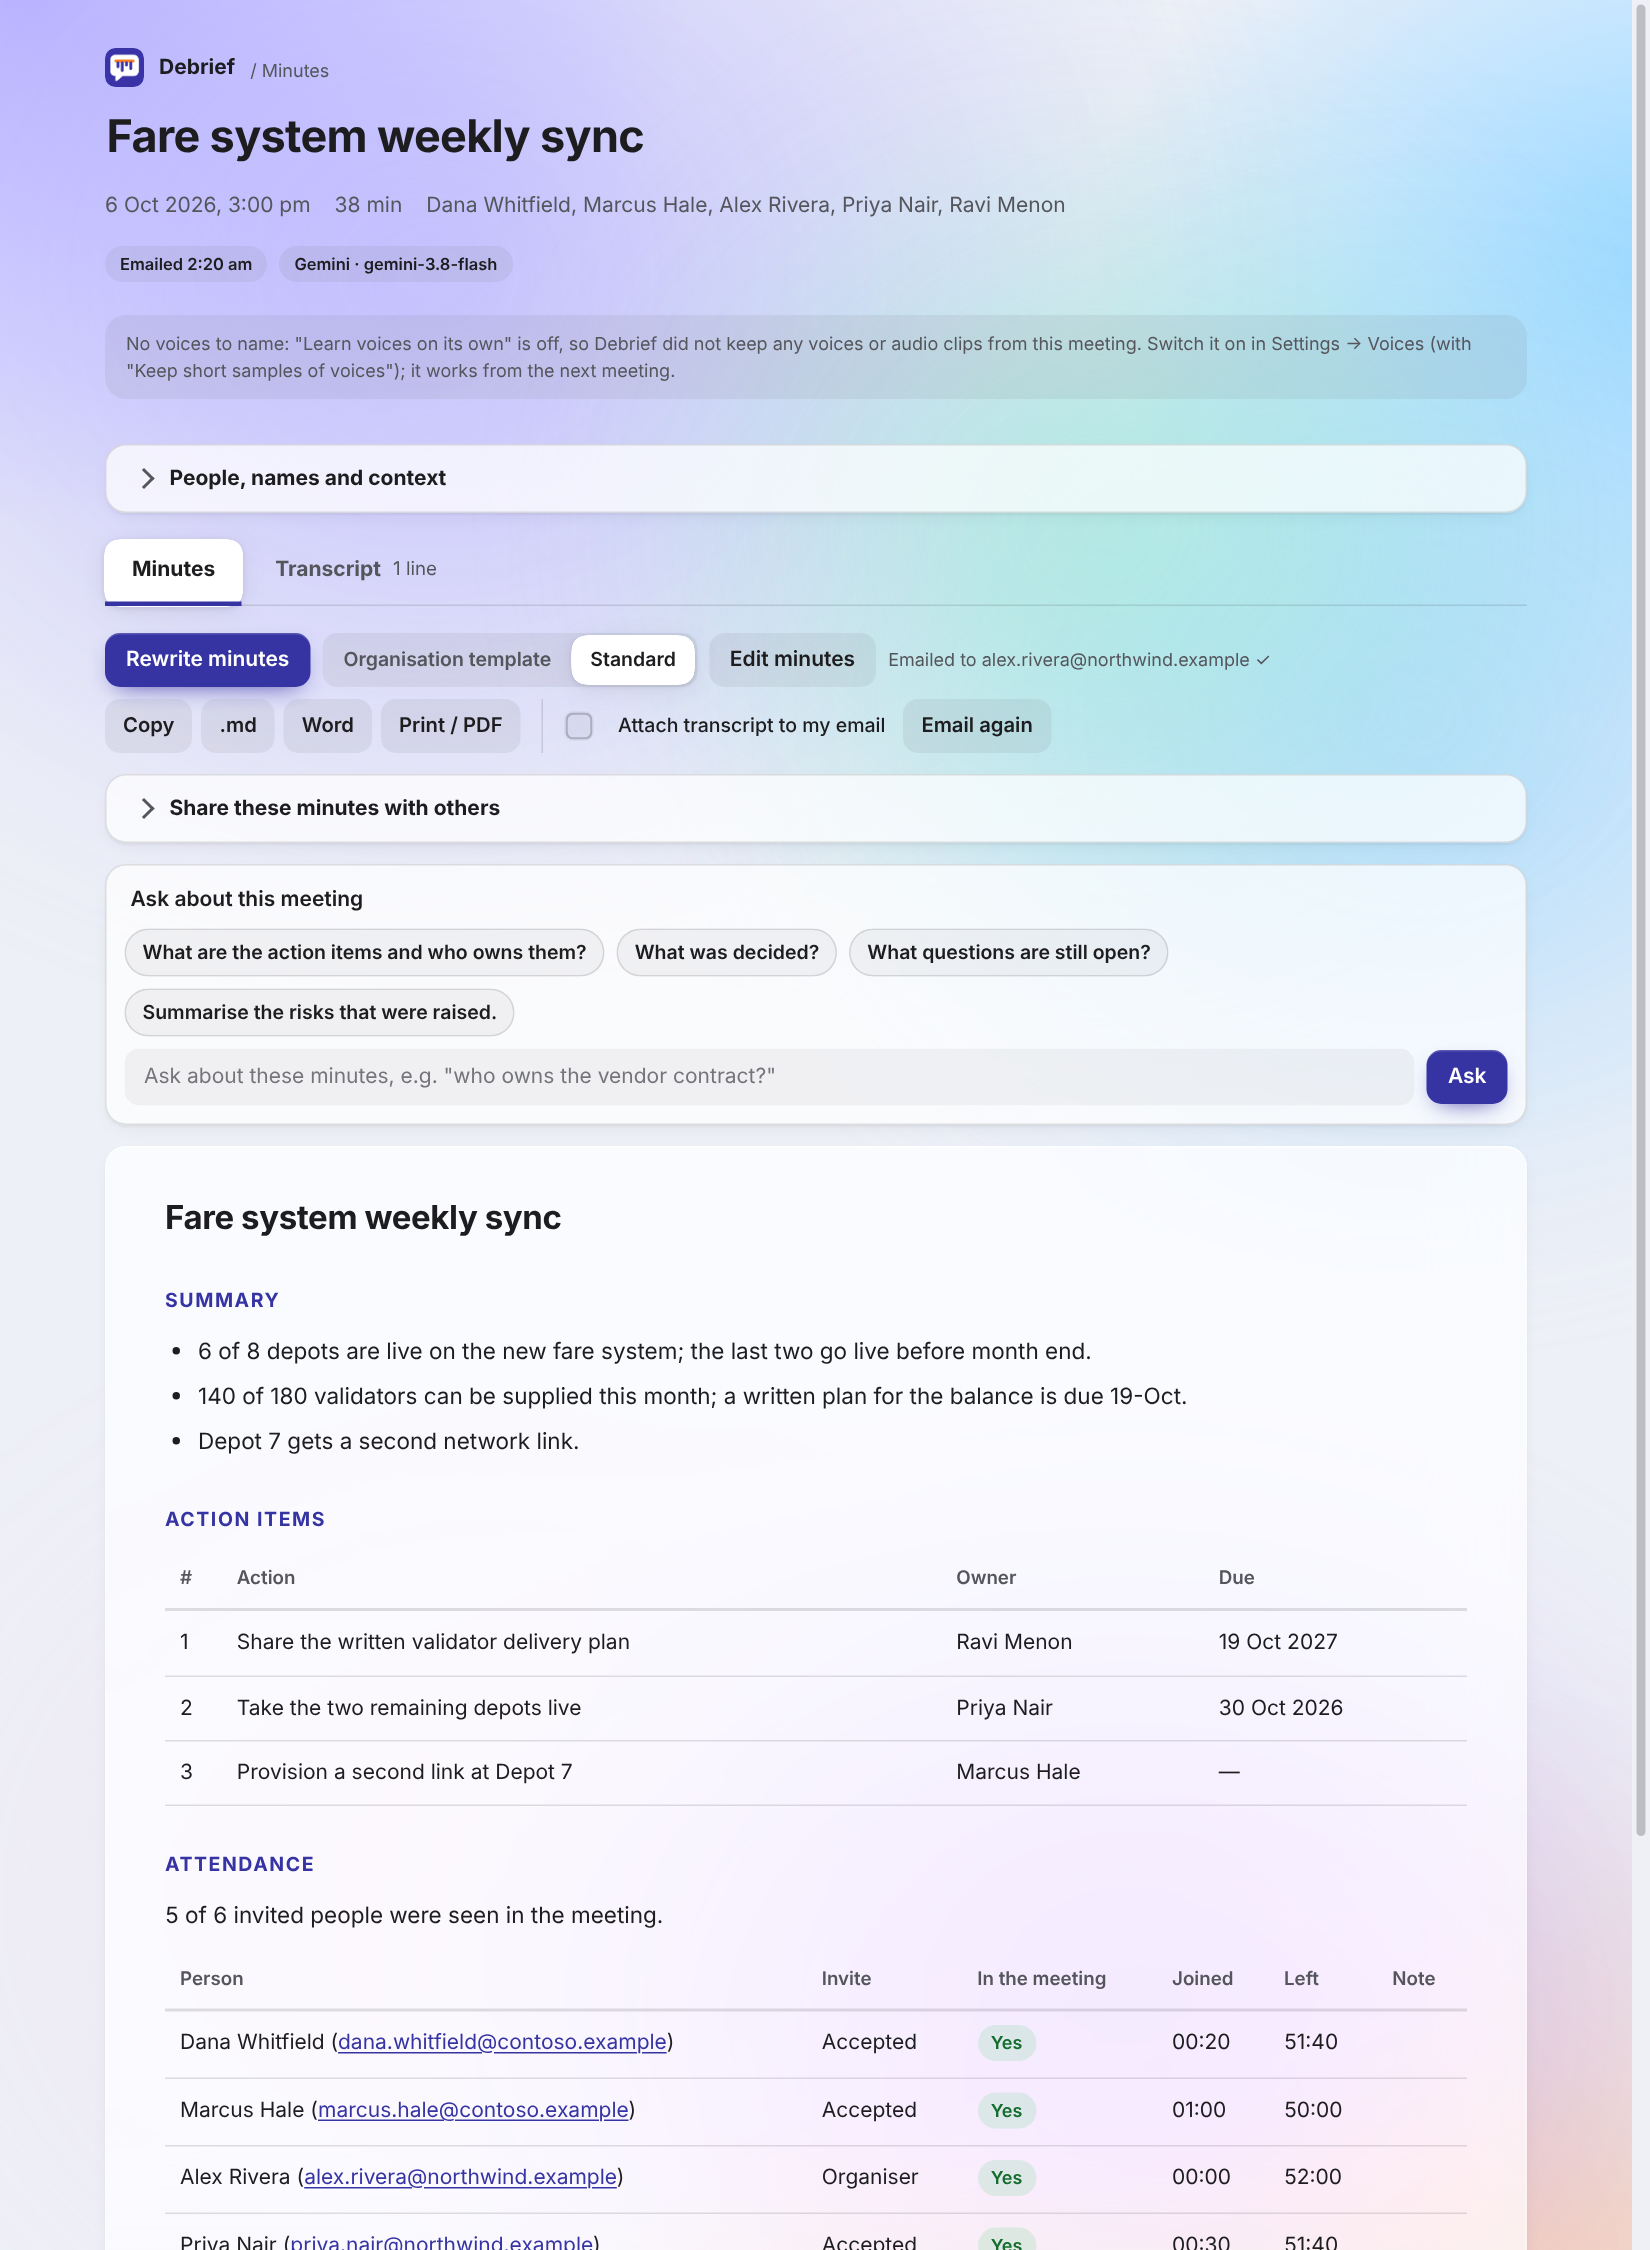 Debrief / Minutes
Fare system weekly sync
6 Oct 2026, 3:00 pm 38 min Dana Whitfield, Marcus Hale, Alex Rivera, Priya Nair, Ravi Menon
Emailed 2:20 am Gemini · gemini-3.8-flash
No voices to name: "Learn voices on its own" is off, so Debrief did not keep any voices or audio clips from this meeting. Switch it on in Settings → Voices (with
"Keep short samples of voices"); it works from the next meeting.
People, names and context
Minutes Transcript 1 line
Rewrite minutes Organisation template Standard Edit minutes Emailed to alex.rivera@northwind.example ✓
Copy .md Word Print / PDF Attach transcript to my email Email again
Share these minutes with others
Ask about this meeting
What are the action items and who owns them? What was decided? What questions are still open?
Summarise the risks that were raised.
Ask about these minutes, e.g. "who owns the vendor contract?" Ask
Fare system weekly sync
SUMMARY
• 6 of 8 depots are live on the new fare system; the last two go live before month end.
• 140 of 180 validators can be supplied this month; a written plan for the balance is due 19-Oct.
• Depot 7 gets a second network link.
ACTION ITEMS
# Action Owner Due
1 Share the written validator delivery plan Ravi Menon 19 Oct 2027
2 Take the two remaining depots live Priya Nair 30 Oct 2026
3 Provision a second link at Depot 7 Marcus Hale —
ATTENDANCE
5 of 6 invited people were seen in the meeting.
Person Invite In the meeting Joined Left Note
Dana Whitfield (dana.whitfield@contoso.example) Accepted Yes 00:20 51:40
Marcus Hale (marcus.hale@contoso.example) Accepted Yes 01:00 50:00
Alex Rivera (alex.rivera@northwind.example) Organiser Yes 00:00 52:00
Priya Nair (priya.nair@northwind.example) Accepted Yes 00:30 51:40